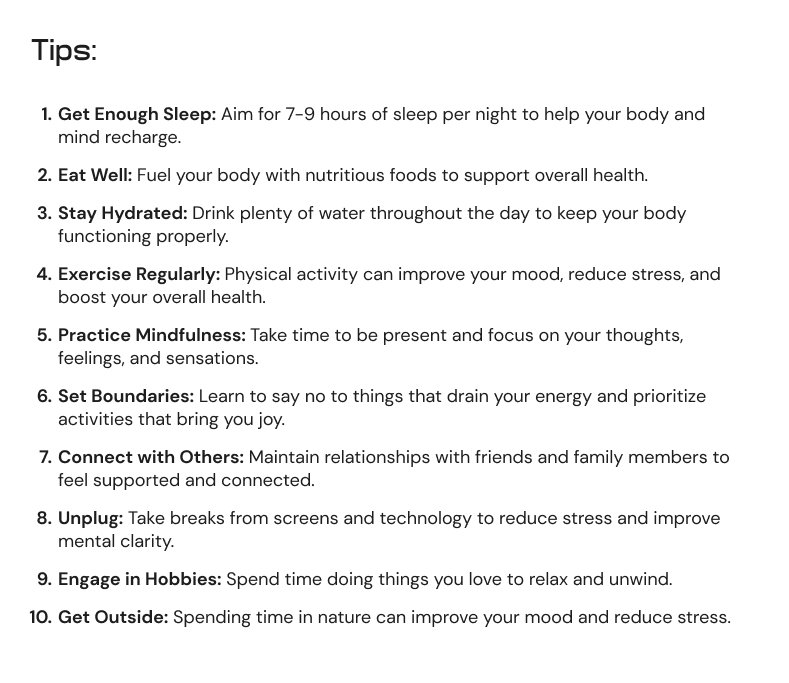 Tips:
1. Get Enough Sleep: Aim for 7-9 hours of sleep per night to help your body and
mind recharge.
2. Eat Well: Fuel your body with nutritious foods to support overall health.
3. Stay Hydrated: Drink plenty of water throughout the day to keep your body
functioning properly.
4. Exercise Regularly: Physical activity can improve your mood, reduce stress, and
boost your overall health.
5. Practice Mindfulness: Take time to be present and focus on your thoughts,
feelings, and sensations.
6. Set Boundaries: Learn to say no to things that drain your energy and prioritize
activities that bring you joy.
7. Connect with Others: Maintain relationships with friends and family members to
feel supported and connected.
8. Unplug: Take breaks from screens and technology to reduce stress and improve
mental clarity.
9. Engage in Hobbies: Spend time doing things you love to relax and unwind.
10. Get Outside: Spending time in nature can improve your mood and reduce stress.